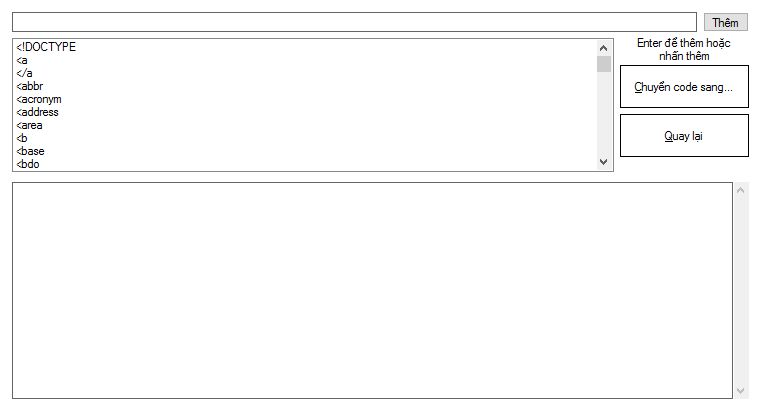 Thêm
Enter để thêm hoặc
nhấn thêm
<!DOCTYPE
<a
</a
<abbr
<acronym
<address
<area
<b
<base
<bdo
Chuyển code sang...
Quay lại